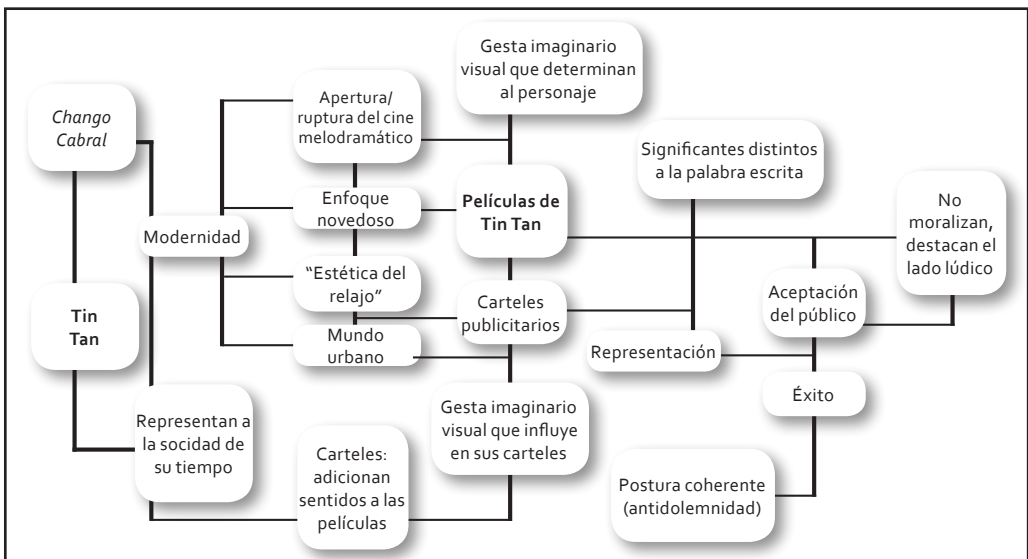 Chango
Cabral
Tin
Tan
Modernidad
Representan a
la socidad de
su tiempo
Apertura/
ruptura del cine
melodramático
Enfoque
novedoso
“Estética del
relajo”
Mundo
urbano
Carteles:
adicionan
sentidos a las
películas
Gesta imaginario
visual que determinan
al personaje
Películas de
Tin Tan
Carteles
publicitarios
Gesta imaginario
visual que influye
en sus carteles
Significantes distintos
a la palabra escrita
Representación
Aceptación
del público
Éxito
Postura coherente
(antidolemnidad)
No
moralizan,
destacan el
lado lúdico